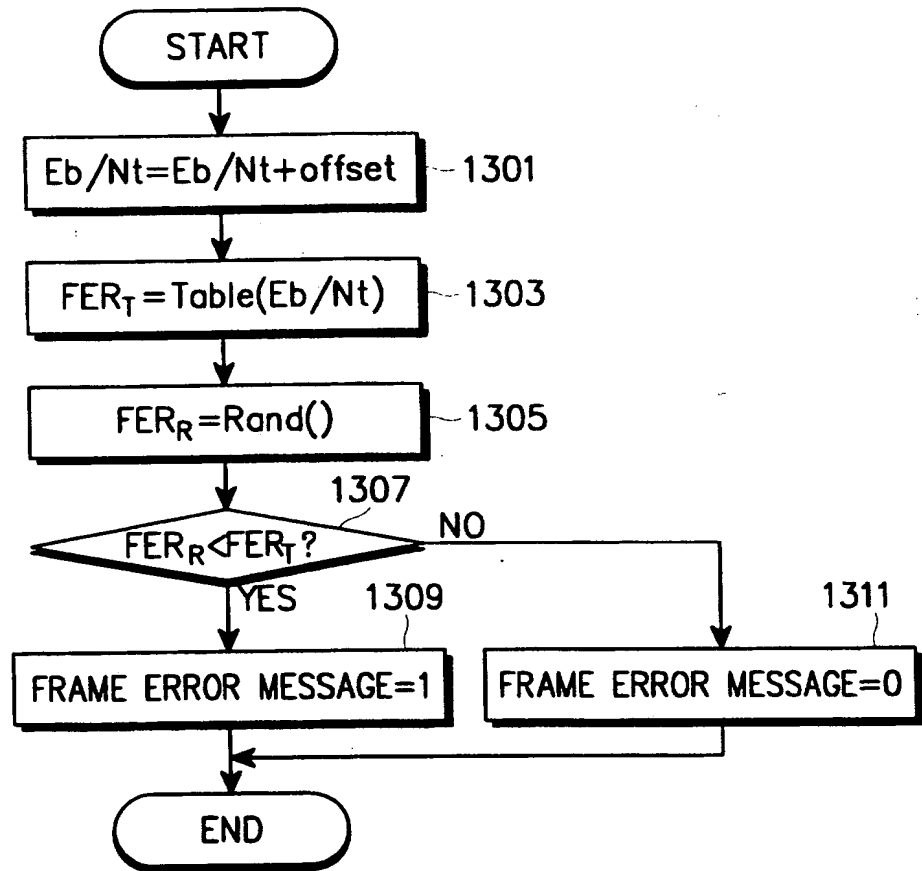 START
Eb/Nt=Eb/Nt+offset
1301
FER_T=Table(Eb/Nt)
1303
FER_R=Rand()
1305
1307
FER_R<FER_T?
NO
YES
1309
1311
FRAME ERROR MESSAGE=1
FRAME ERROR MESSAGE=0
END